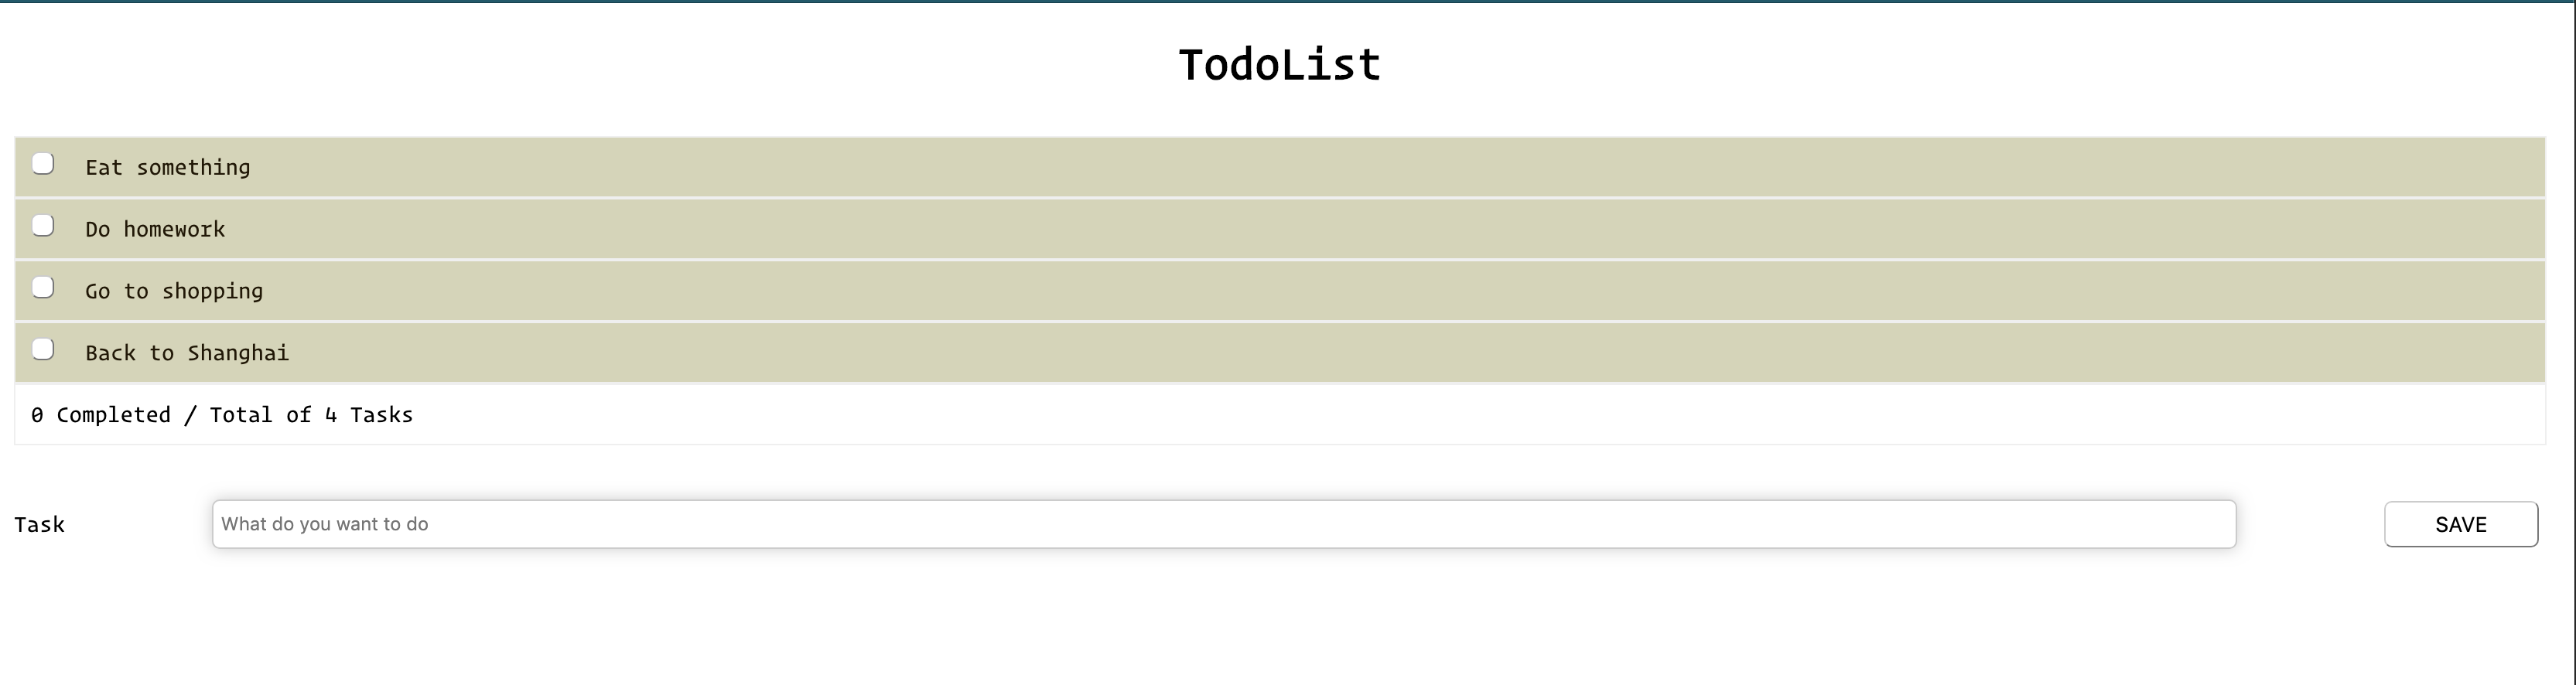 TodoList
Eat something
Do homework
Go to shopping
Back to Shanghai
0 Completed / Total of 4 Tasks
Task
What do you want to do
SAVE